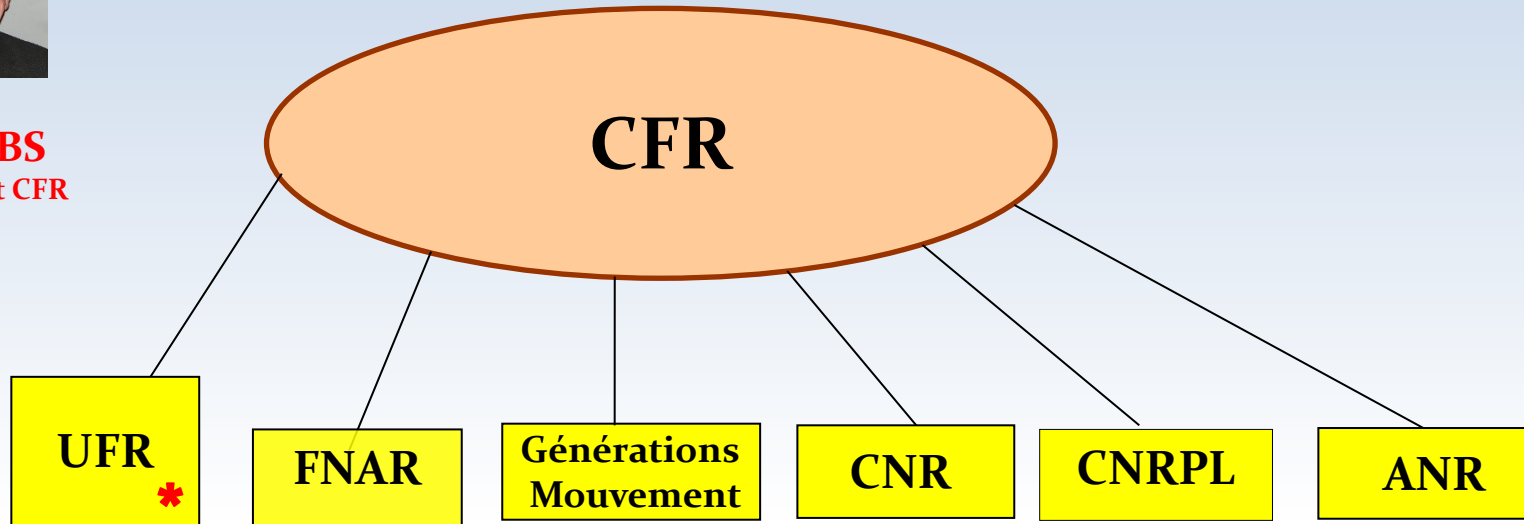 CFR
BS
t CFR
UFR
*
FNAR
Générations
Mouvement
CNR
CNRPL
ANR